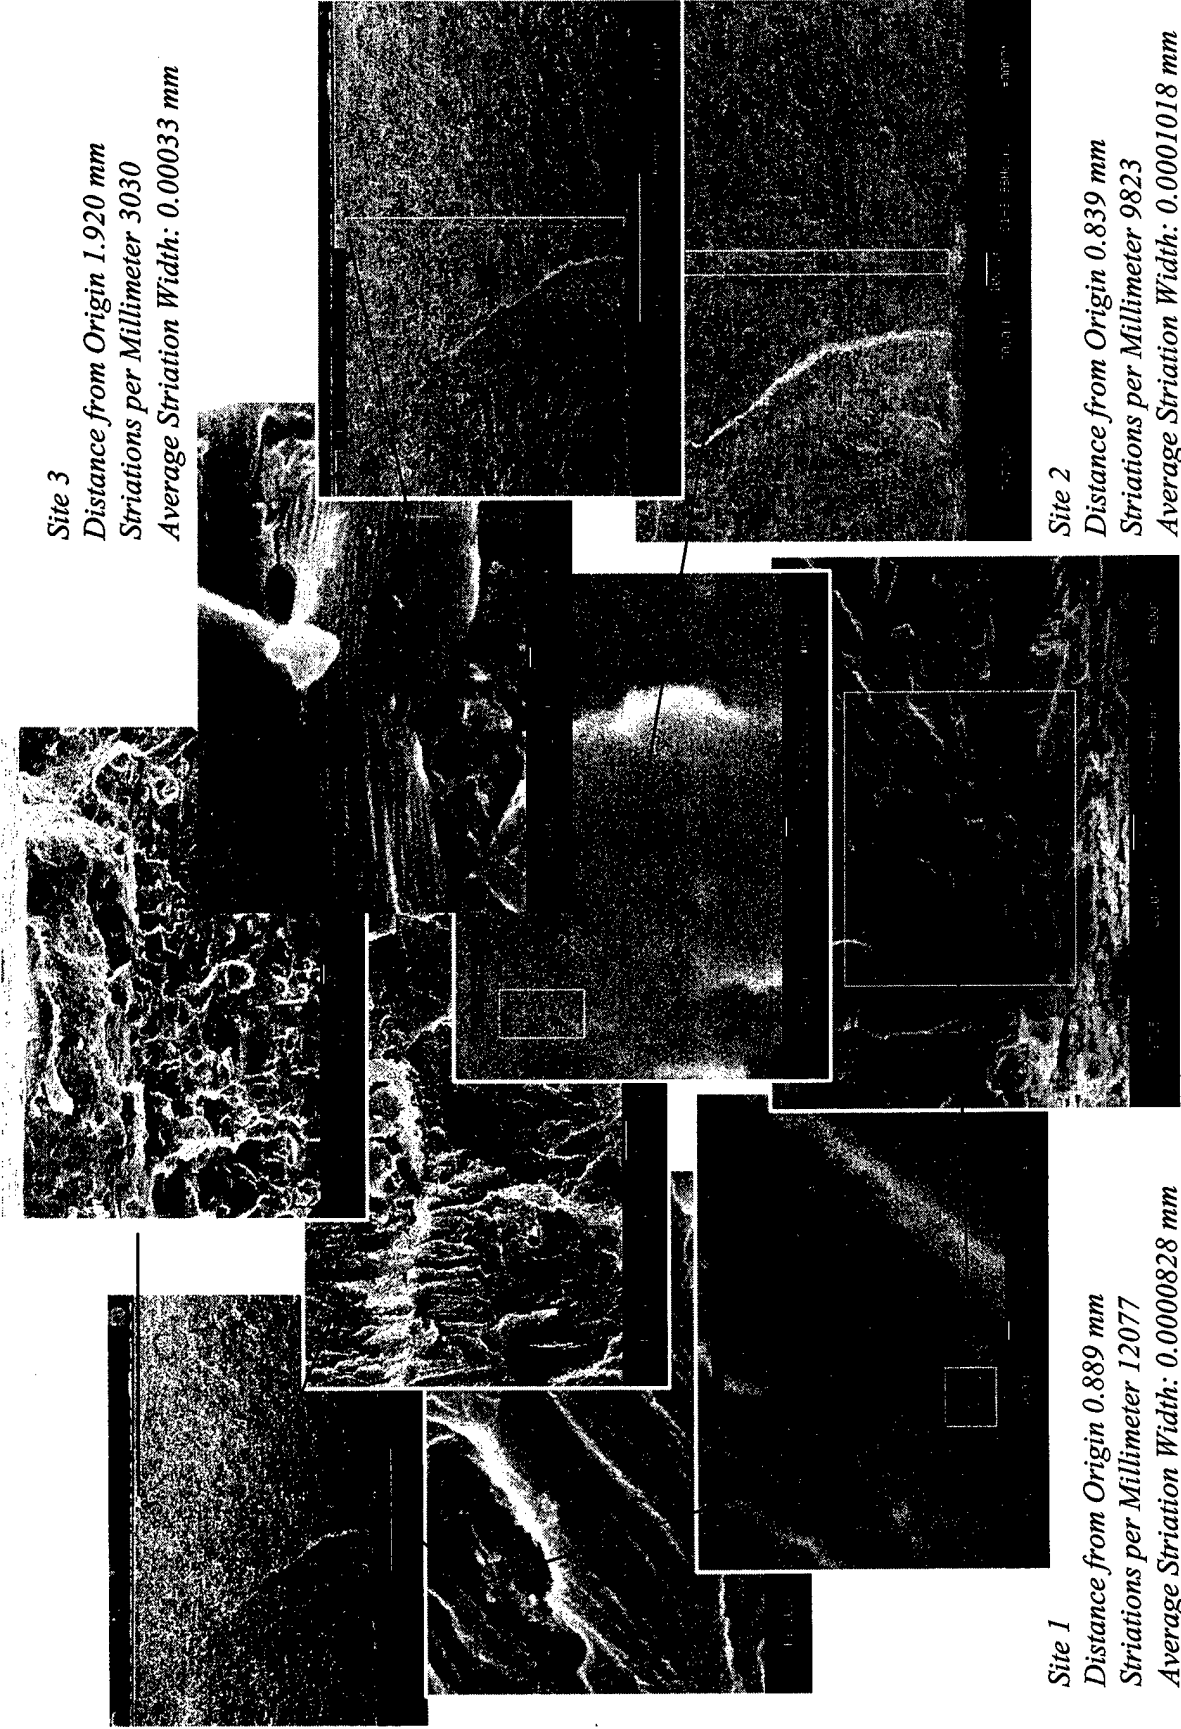 Site 3
Distance from Origin 1.920 mm
Striations per Millimeter 3030
Average Striation Width: 0.00033 mm
Site 1
Distance from Origin 0.889 mm
Striations per Millimeter 12077
Average Striation Width: 0.0000828 mm
Site 2
Distance from Origin 0.839 mm
Striations per Millimeter 9823
Average Striation Width: 0.0001018 mm